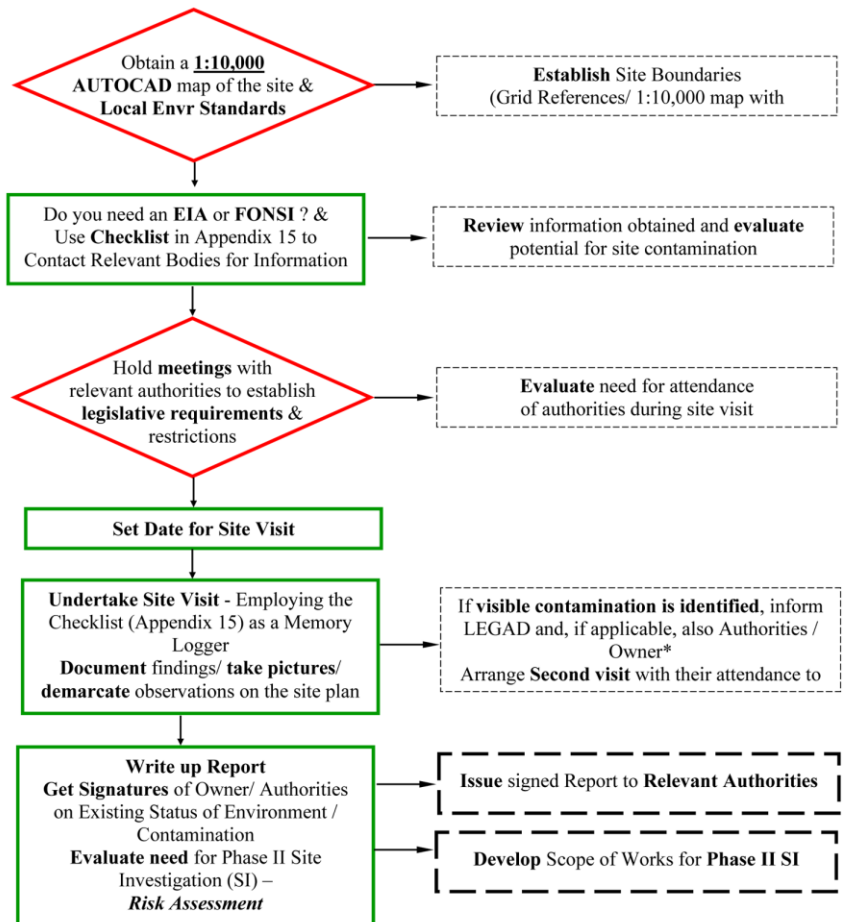 Obtain a 1:10,000
AUTOCAD map of the site &
Local Envr Standards
Establish Site Boundaries
(Grid References/ 1:10,000 map with
Do you need an EIA or FONSI ? &
Use Checklist in Appendix 15 to
Contact Relevant Bodies for Information
Review information obtained and evaluate
potential for site contamination
Hold meetings with
relevant authorities to establish
legislative requirements &
restrictions
Evaluate need for attendance
of authorities during site visit
Set Date for Site Visit
Undertake Site Visit - Employing the
Checklist (Appendix 15) as a Memory
Logger
Document findings/ take pictures/
demarcate observations on the site plan
If visible contamination is identified, inform
LEGAD and, if applicable, also Authorities /
Owner*
Arrange Second visit with their attendance to
Write up Report
Get Signatures of Owner/ Authorities
on Existing Status of Environment /
Contamination
Evaluate need for Phase II Site
Investigation (SI) –
Risk Assessment
Issue signed Report to Relevant Authorities
Develop Scope of Works for Phase II SI